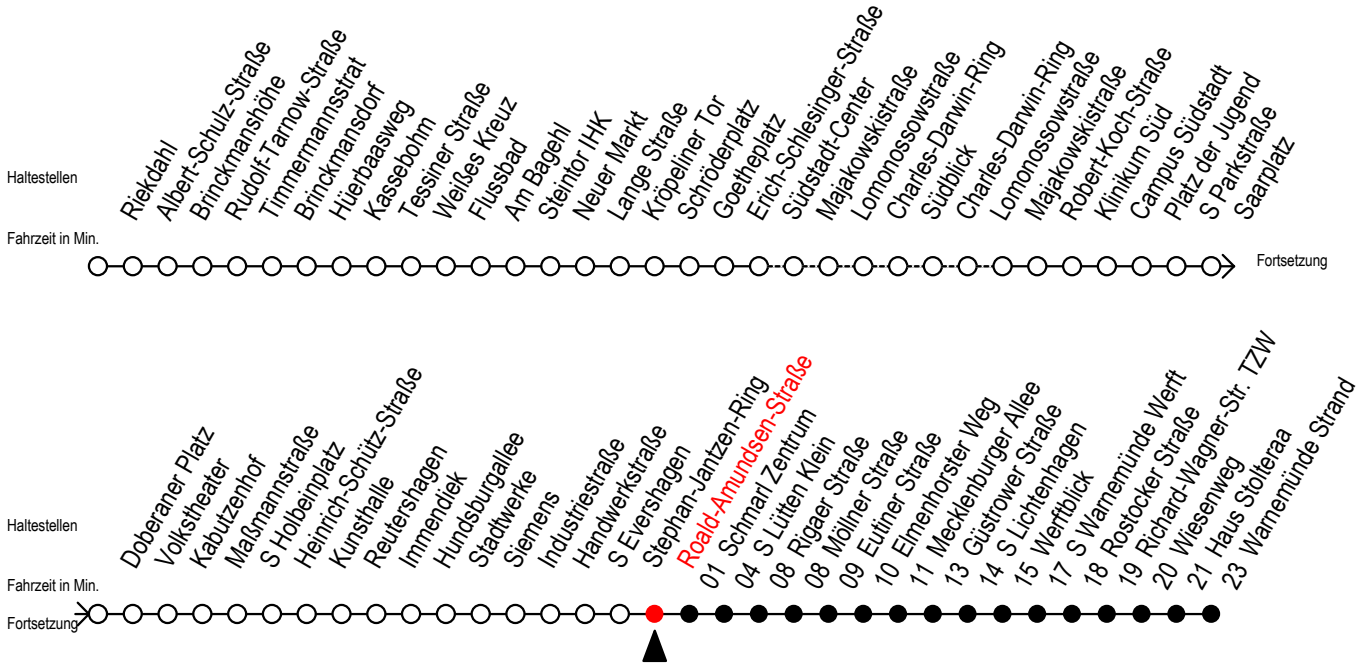 Haltestellen
Riekdahl
Albert-Schulz-Straße
Brinckmanshöhe
Rudolf-Tarnow-Straße
Timmermannsstrat
Brinckmansdorf
Hüerbaasweg
Kassebohm
Tessiner Straße
Weißes Kreuz
Flussbad
Am Bagehl
Steintor IHK
Neuer Markt
Lange Straße
Kröpeliner Tor
Schröderplatz
Goetheplatz
Erich-Schlesinger-Straße
Südstadt-Center
Majakowskistraße
Lomonossowstraße
Charles-Darwin-Ring
Südblick
Charles-Darwin-Ring
Lomonossowstraße
Majakowskistraße
Robert-Koch-Straße
Klinikum Süd
Campus Südstadt
Platz der Jugend
S Parkstraße
Saarplatz
Fahrzeit in Min.
Fortsetzung
Haltestellen
Doberaner Platz
Volkstheater
Kabutzenhof
Maßmannstraße
S Holbeinplatz
Heinrich-Schütz-Straße
Kunsthalle
Reutershagen
Immendiek
Hundsburgallee
Stadtwerke
Siemens
Industriestraße
Handwerkstraße
S Evershagen
Stephan-Jantzen-Ring
Roald-Amundsen-Straße
01 Schmarl Zentrum
04 S Lütten Klein
08 Rigaer Straße
08 Möllner Straße
09 Eutiner Straße
10 Elmenhorster Weg
11 Mecklenburger Allee
13 Güstrower Straße
14 S Lichtenhagen
15 Werftblick
17 S Warnemünde Werft
18 Rostocker Straße
19 Richard-Wagner-Str. TZW
20 Wiesenweg
21 Haus Stolteraa
23 Warnemünde Strand
Fahrzeit in Min.
Fortsetzung